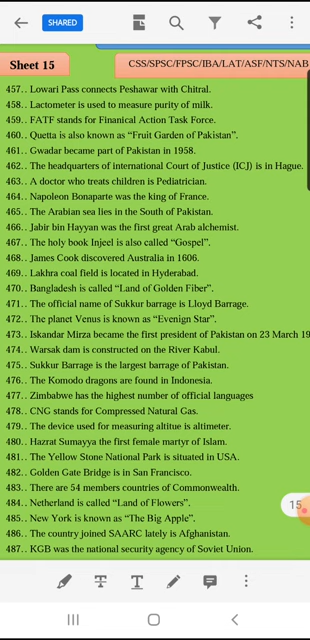 SHARED
Sheet 15
CSS/SPSC/FPSC/IBA/LAT/ASF/NTS/NAB
457. . Lowari Pass connects Peshawar with Chitral.
458. . Lactometer is used to measure purity of milk.
459. . FATF stands for Finanical Action Task Force.
460. . Quetta is also known as “Fruit Garden of Pakistan”.
461. . Gwadar became part of Pakistan in 1958.
462. . The headquarters of international Court of Justice (ICJ) is in Hague.
463. . A doctor who treats children is Pediatrician.
464. . Napoleon Bonaparte was the king of France.
465. . The Arabian sea lies in the South of Pakistan.
466. . Jabir bin Hayyan was the first great Arab alchemist.
467. . The holy book Injeel is also called “Gospel”.
468. . James Cook discovered Australia in 1606.
469. . Lakhra coal field is located in Hyderabad.
470. . Bangladesh is called “Land of Golden Fiber”.
471. . The official name of Sukkur barrage is Lloyd Barrage.
472. . The planet Venus is known as “Evenign Star”.
473. . Iskandar Mirza became the first president of Pakistan on 23 March 19
474. . Warsak dam is constructed on the River Kabul.
475. . Sukkur Barrage is the largest barrage of Pakistan.
476. . The Komodo dragons are found in Indonesia.
477. . Zimbabwe has the highest number of official languages
478. . CNG stands for Compressed Natural Gas.
479. . The device used for measuring altitue is altimeter.
480. . Hazrat Sumayya the first female martyr of Islam.
481. . The Yellow Stone National Park is situated in USA.
482. . Golden Gate Bridge is in San Francisco.
483. . There are 54 members countries of Commonwealth.
484. . Netherland is called “Land of Flowers”.
485. . New York is known as “The Big Apple”.
486. . The country joined SAARC lately is Afghanistan.
487. . KGB was the national security agency of Soviet Union.
15